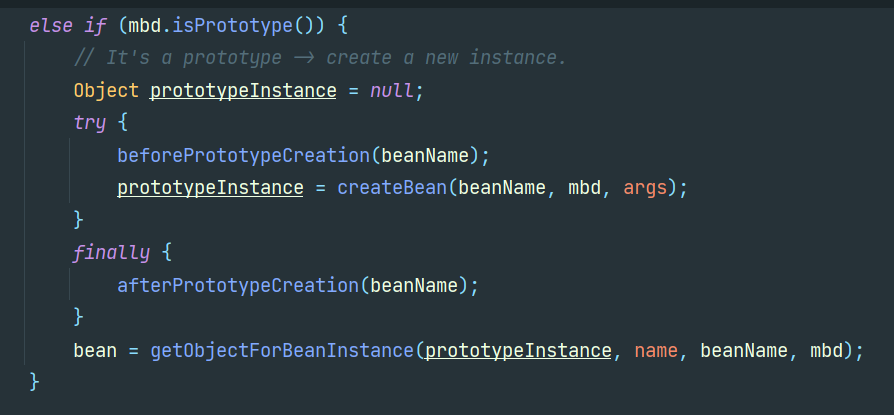 else if (mbd.isPrototype()) {
// It's a prototype -> create a new instance.
Object prototypeInstance = null;
try {
beforePrototypeCreation(beanName);
prototypeInstance = createBean(beanName, mbd, args);
}
finally {
afterPrototypeCreation(beanName);
}
bean = getObjectForBeanInstance(prototypeInstance, name, beanName, mbd);
}